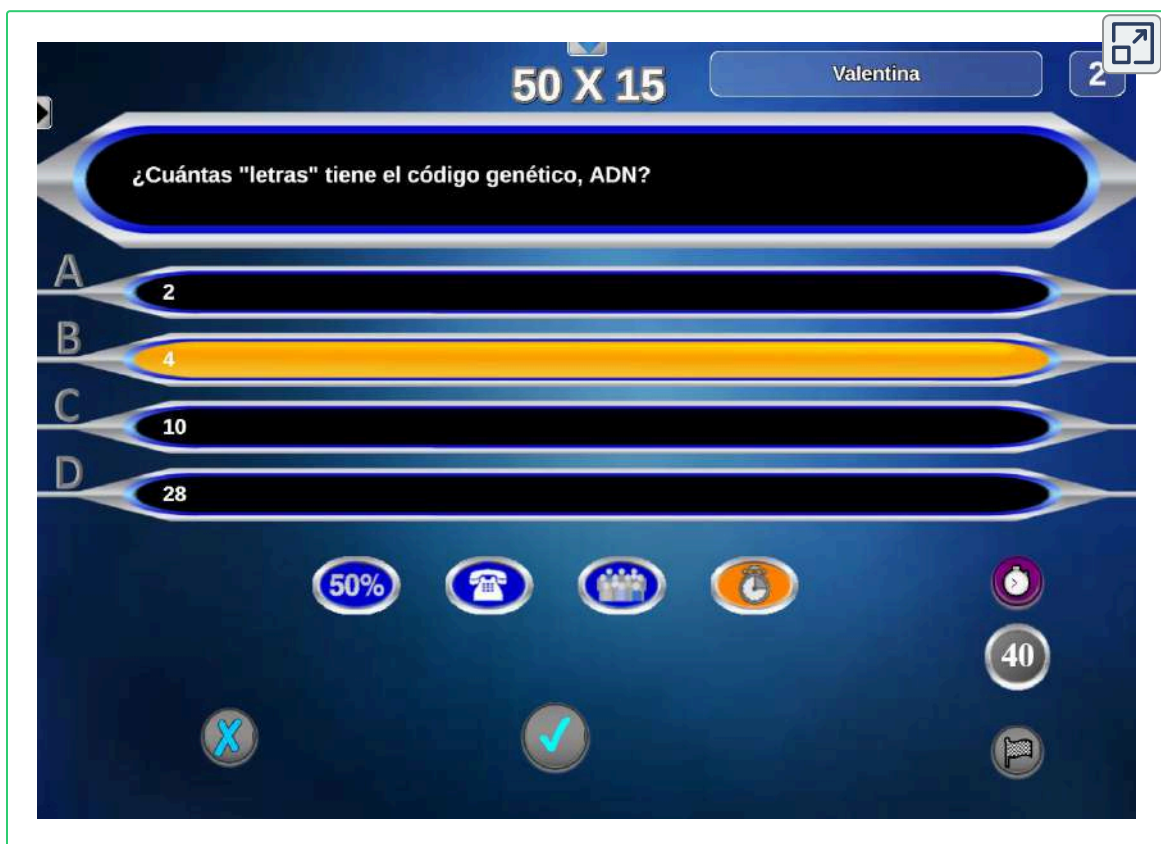 50 X 15
Valentina
2
¿Cuántas "letras" tiene el código genético, ADN?
A
2
B
4
C
10
D
28
50%
40